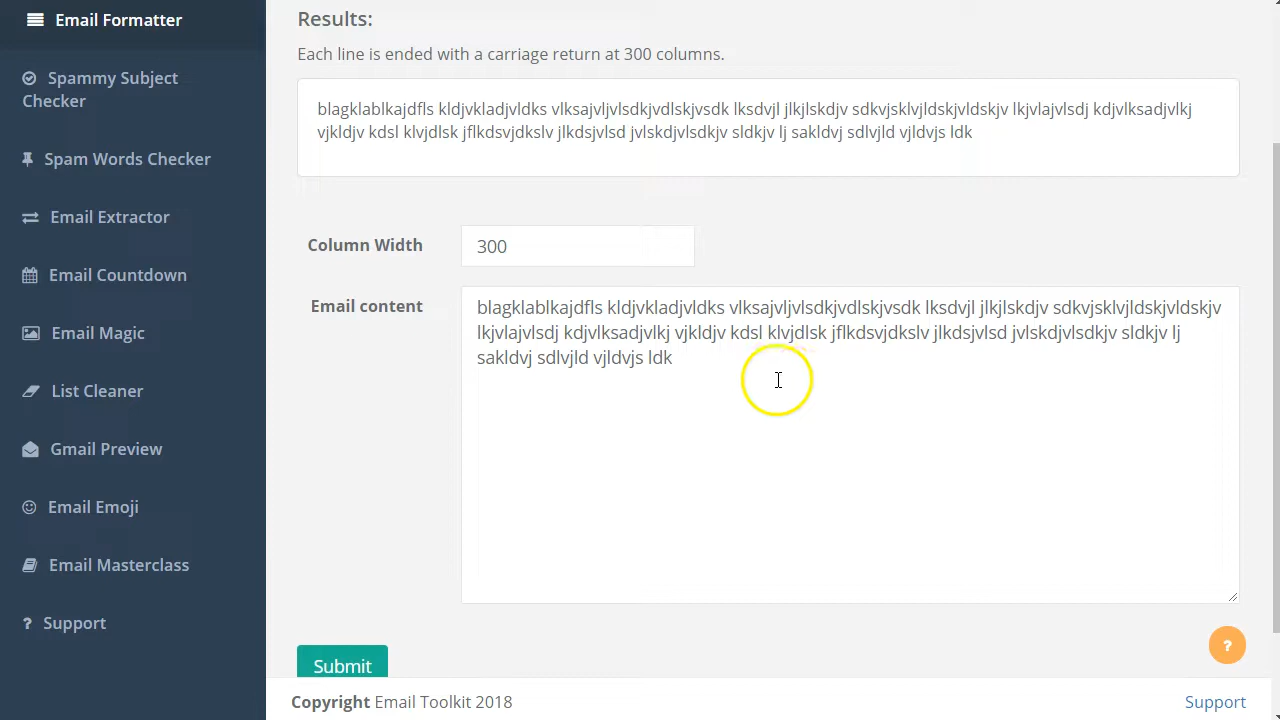 Email Formatter
Spammy Subject
Checker
Spam Words Checker
Email Extractor
Email Countdown
Email Magic
List Cleaner
Gmail Preview
Email Emoji
Email Masterclass
? Support
Results:
Each line is ended with a carriage return at 300 columns.
blagklablkajdfls kldjvkladjvldks vlksajvljvlsdkjvdlskjvsdk lksdvjl jlkjlskdjv sdkvjsklvjldskjvldskjv lkjvlajvlsdj kdjvlksadjvlkj
vjkldjv kdsl klvjdlsk jflkdsvjdkslv jlkdsjvlsd jvlskdjvlsdkjv sldkjv lj sakldvj sdlvjld vjldvjs ldk
Column Width
300
Email content
blagklablkajdfls kldjvkladjvldks vlksajvljvlsdkjvdlskjvsdk lksdvjl jlkjlskdjv sdkvjsklvjldskjvldskjv
lkjvlajvlsdj kdjvlksadjvlkj vjkldjv kdsl klvjdlsk jflkdsvjdkslv jlkdsjvlsd jvlskdjvlsdkjv sldkjv lj
sakldvj sdlvjld vjldvjs ldk
Submit
?
Copyright Email Toolkit 2018
Support